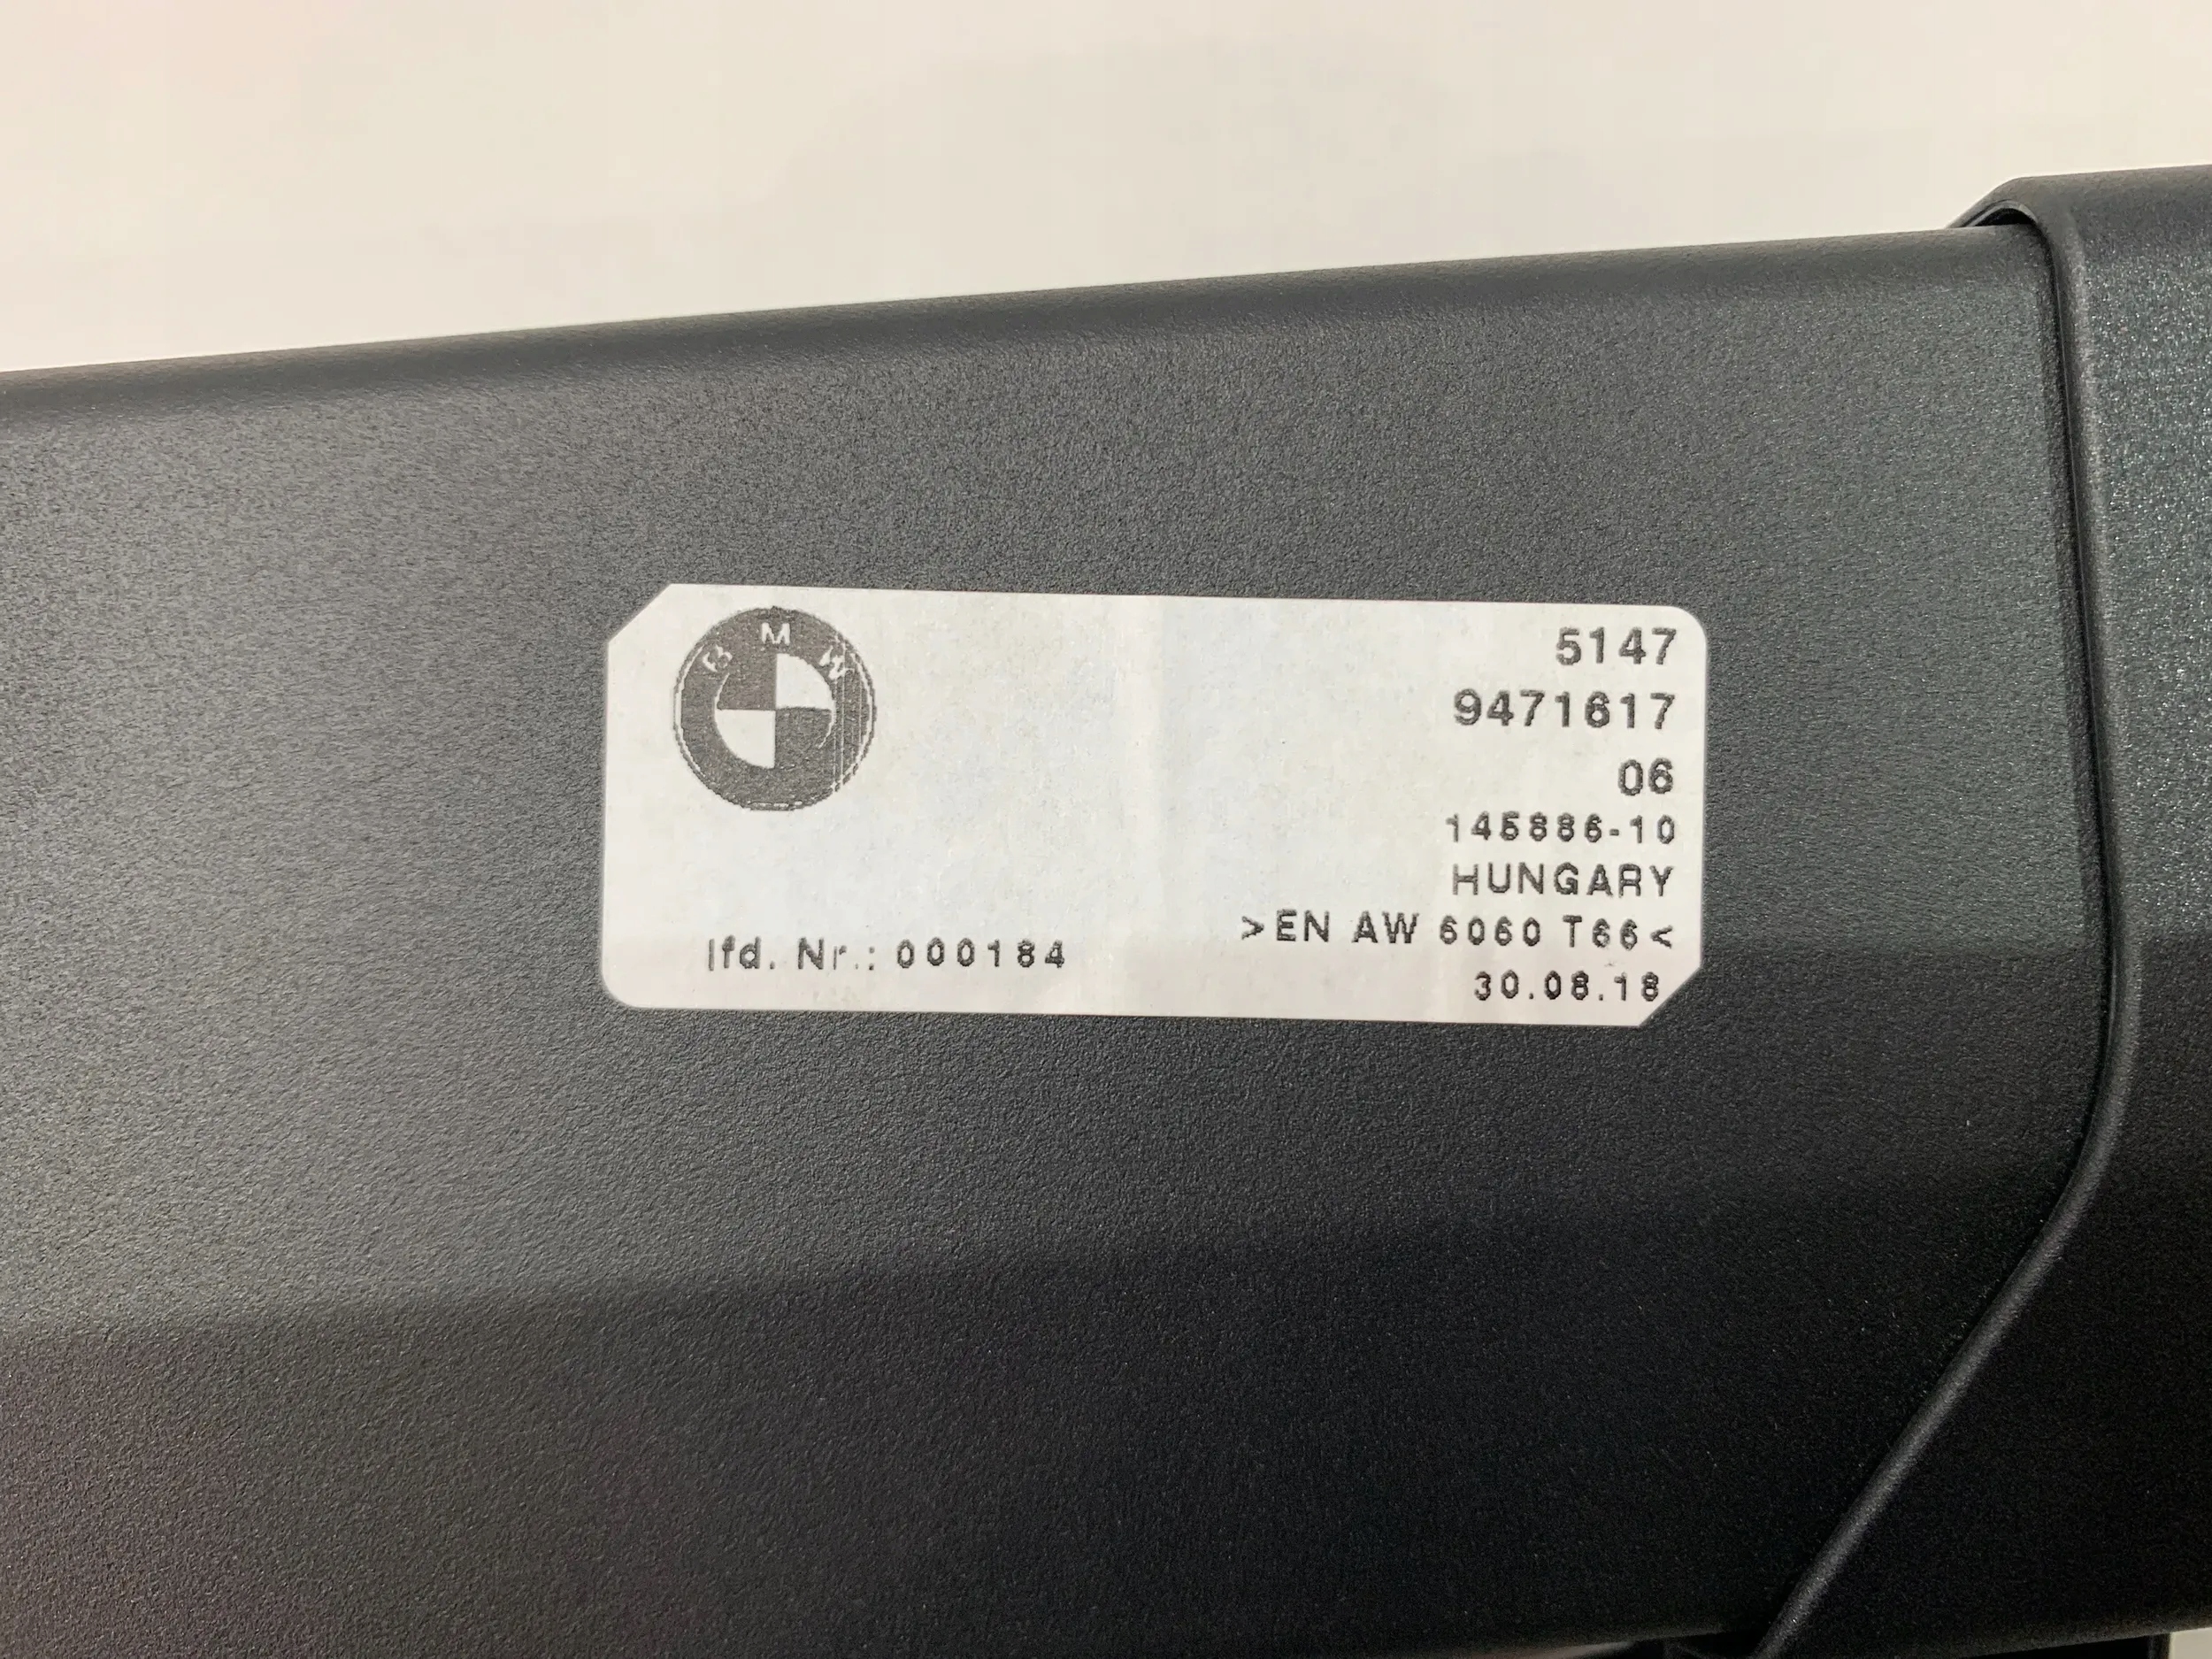 BMW
5147
9471617
06
145886-10
HUNGARY
>EN AW 6060 T66<
lfd. Nr.: 000184
30.08.18